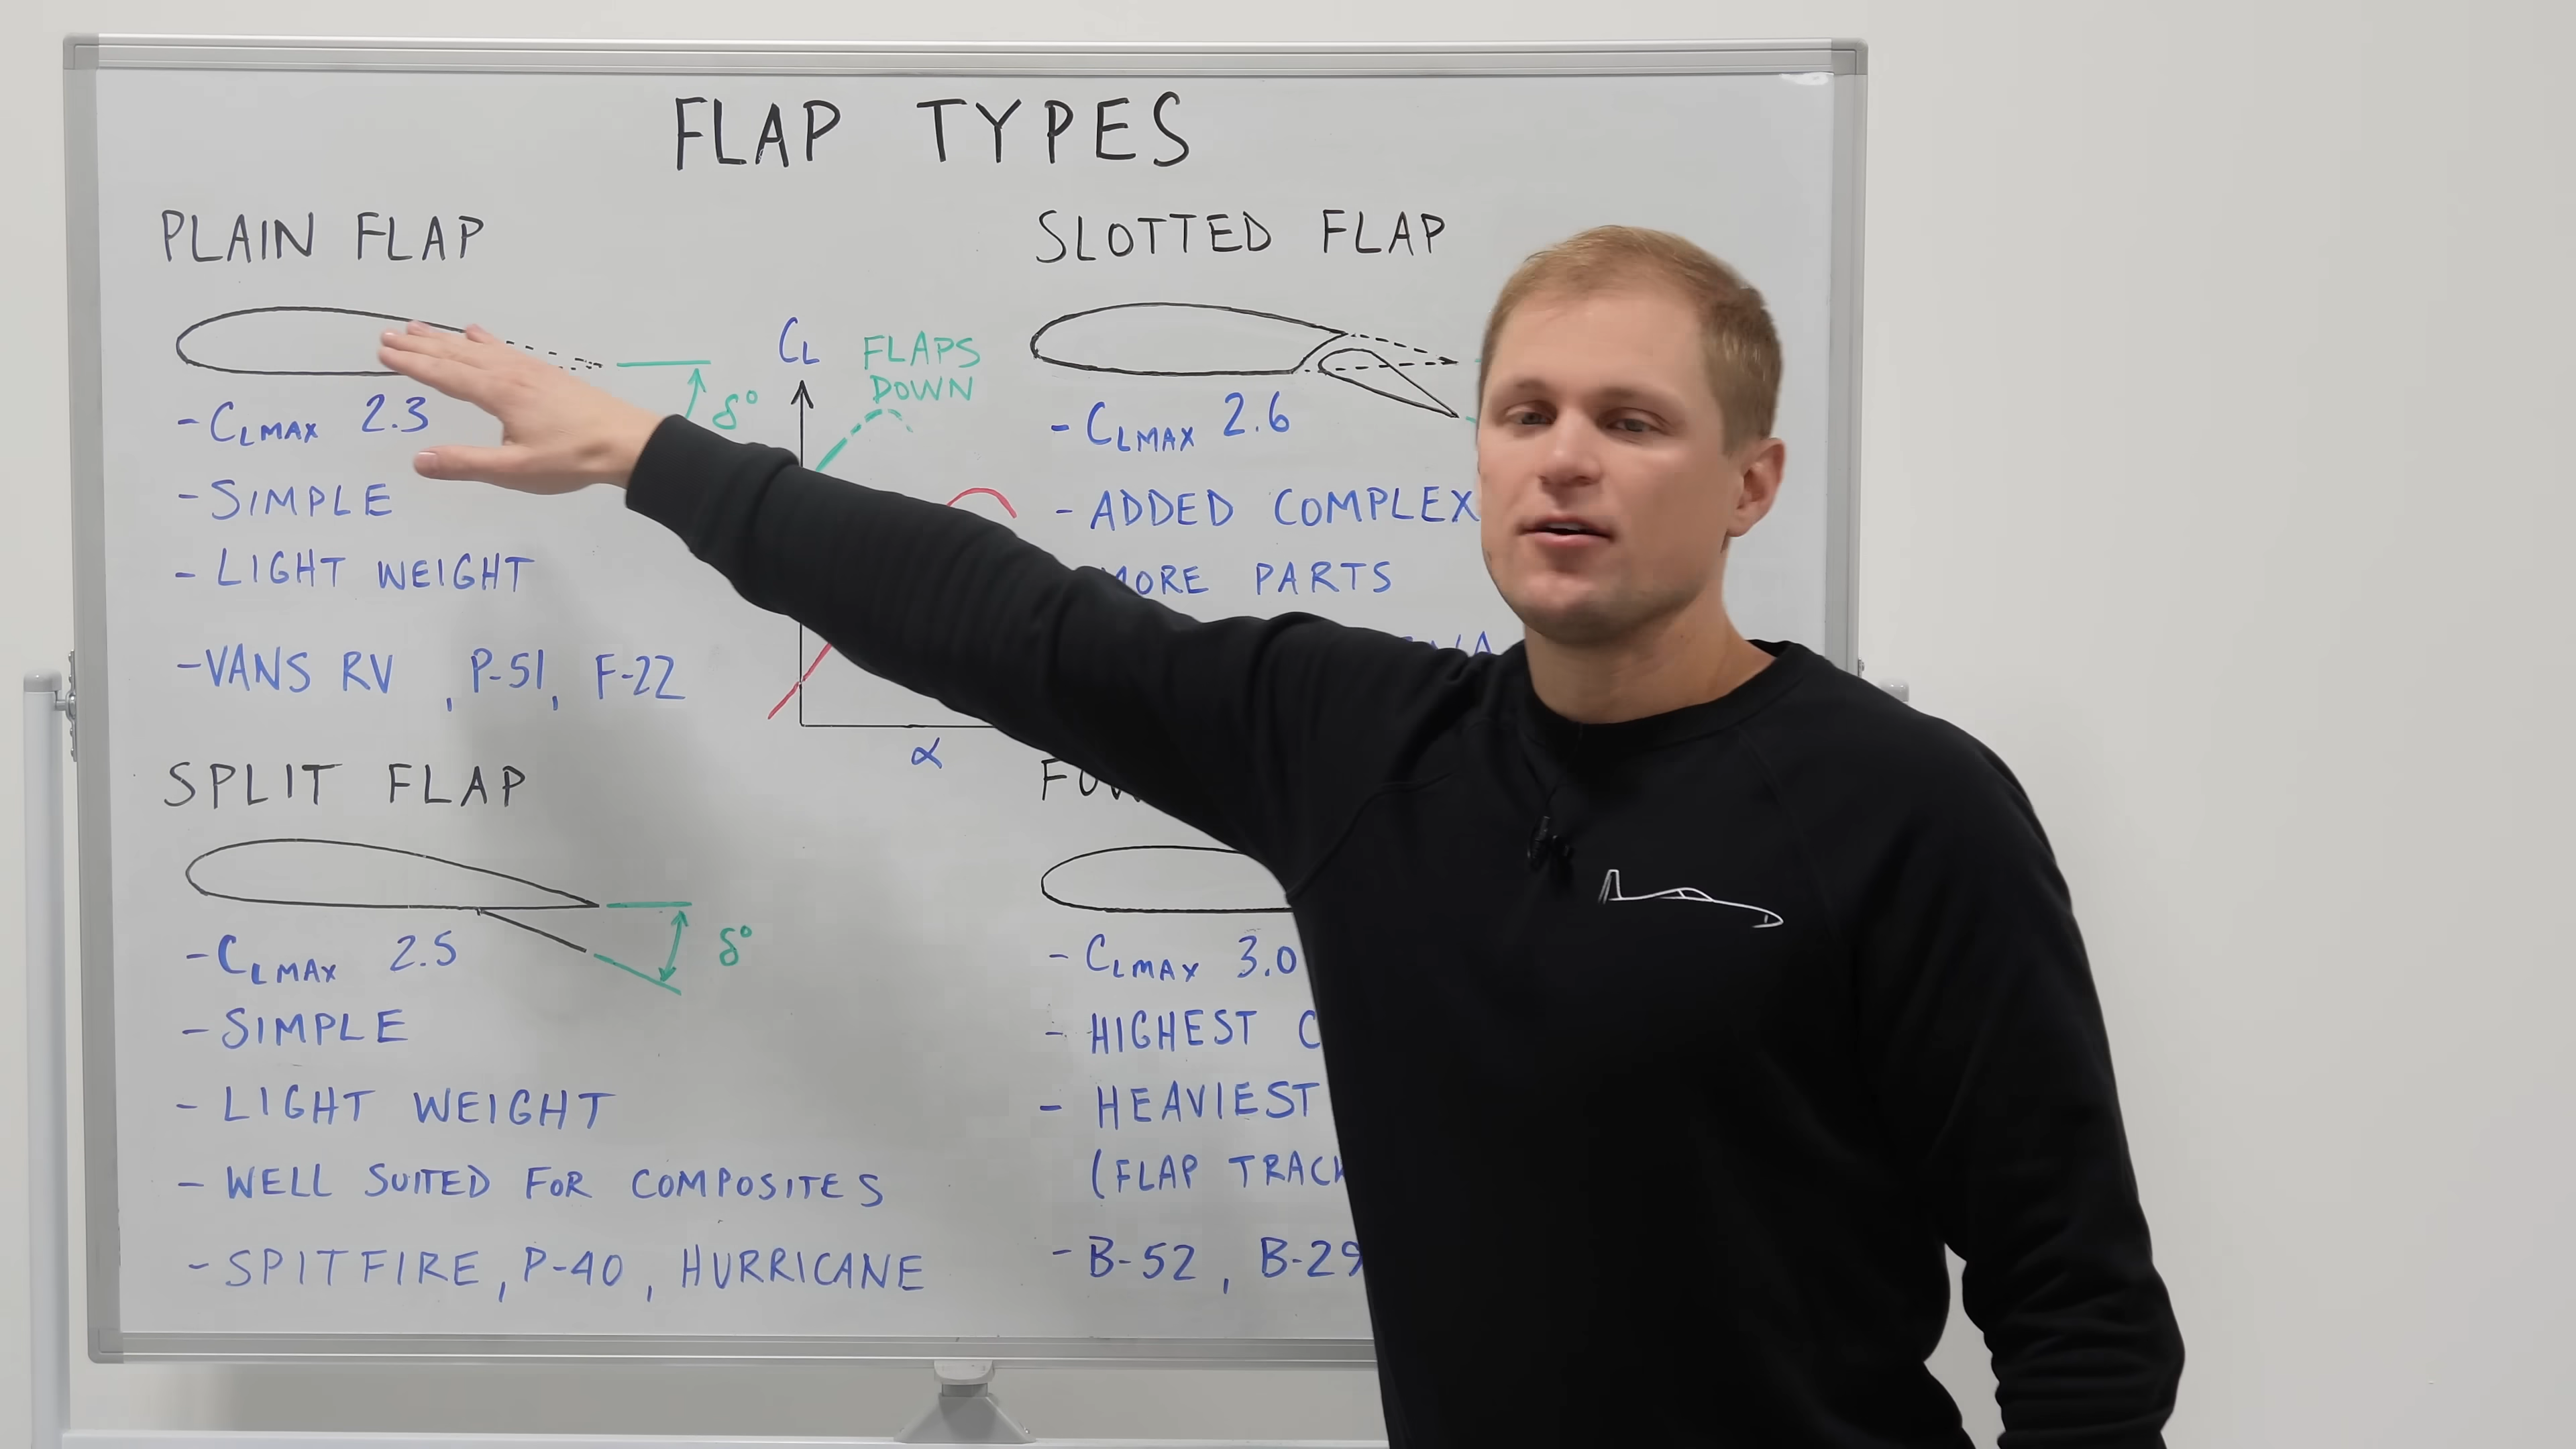 FLAP TYPES
PLAIN FLAP
- CLMAX 2.3
- SIMPLE
- LIGHT WEIGHT
- VANS RV , P-51, F-22
δ°
CL
FLAPS
DOWN
α
SLOTTED FLAP
- CLMAX 2.6
- ADDED COMPLEX
PARTS
SPLIT FLAP
δ°
- CLMAX 2.5
- SIMPLE
- LIGHT WEIGHT
- WELL SUITED FOR COMPOSITES
- SPITFIRE, P-40, HURRICANE
- CLMAX 3.0
- HIGHEST C
- HEAVIEST
(FLAP TRACK
- B-52 , B-29